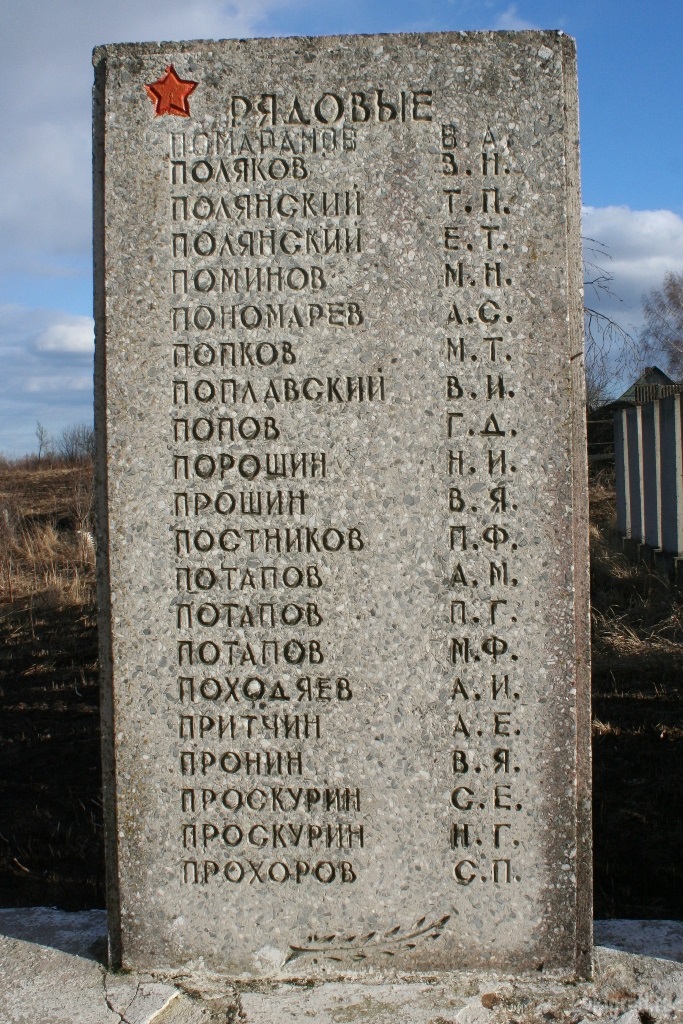 РЯДОВЫЕ
ПОМАРАНОВ В. А.
ПОЛЯКОВ З. Н.
ПОЛЯНСКИЙ Т. П.
ПОЛЯНСКИЙ Е. Т.
ПОМИНОВ М. Н.
ПОНОМАРЕВ А. С.
ПОПКОВ М. Т.
ПОПЛАВСКИЙ В. И.
ПОПОВ Г. Д.
ПОРОШИН Н. И.
ПРОШИН В. Я.
ПОСТНИКОВ П. Ф.
ПОТАПОВ А. М.
ПОТАПОВ П. Г.
ПОТАПОВ М. Ф.
ПОХОДЯЕВ А. И.
ПРИТЧИН А. Е.
ПРОНИН В. Я.
ПРОСКУРИН С. Е.
ПРОСКУРИН Н. Г.
ПРОХОРОВ С. П.